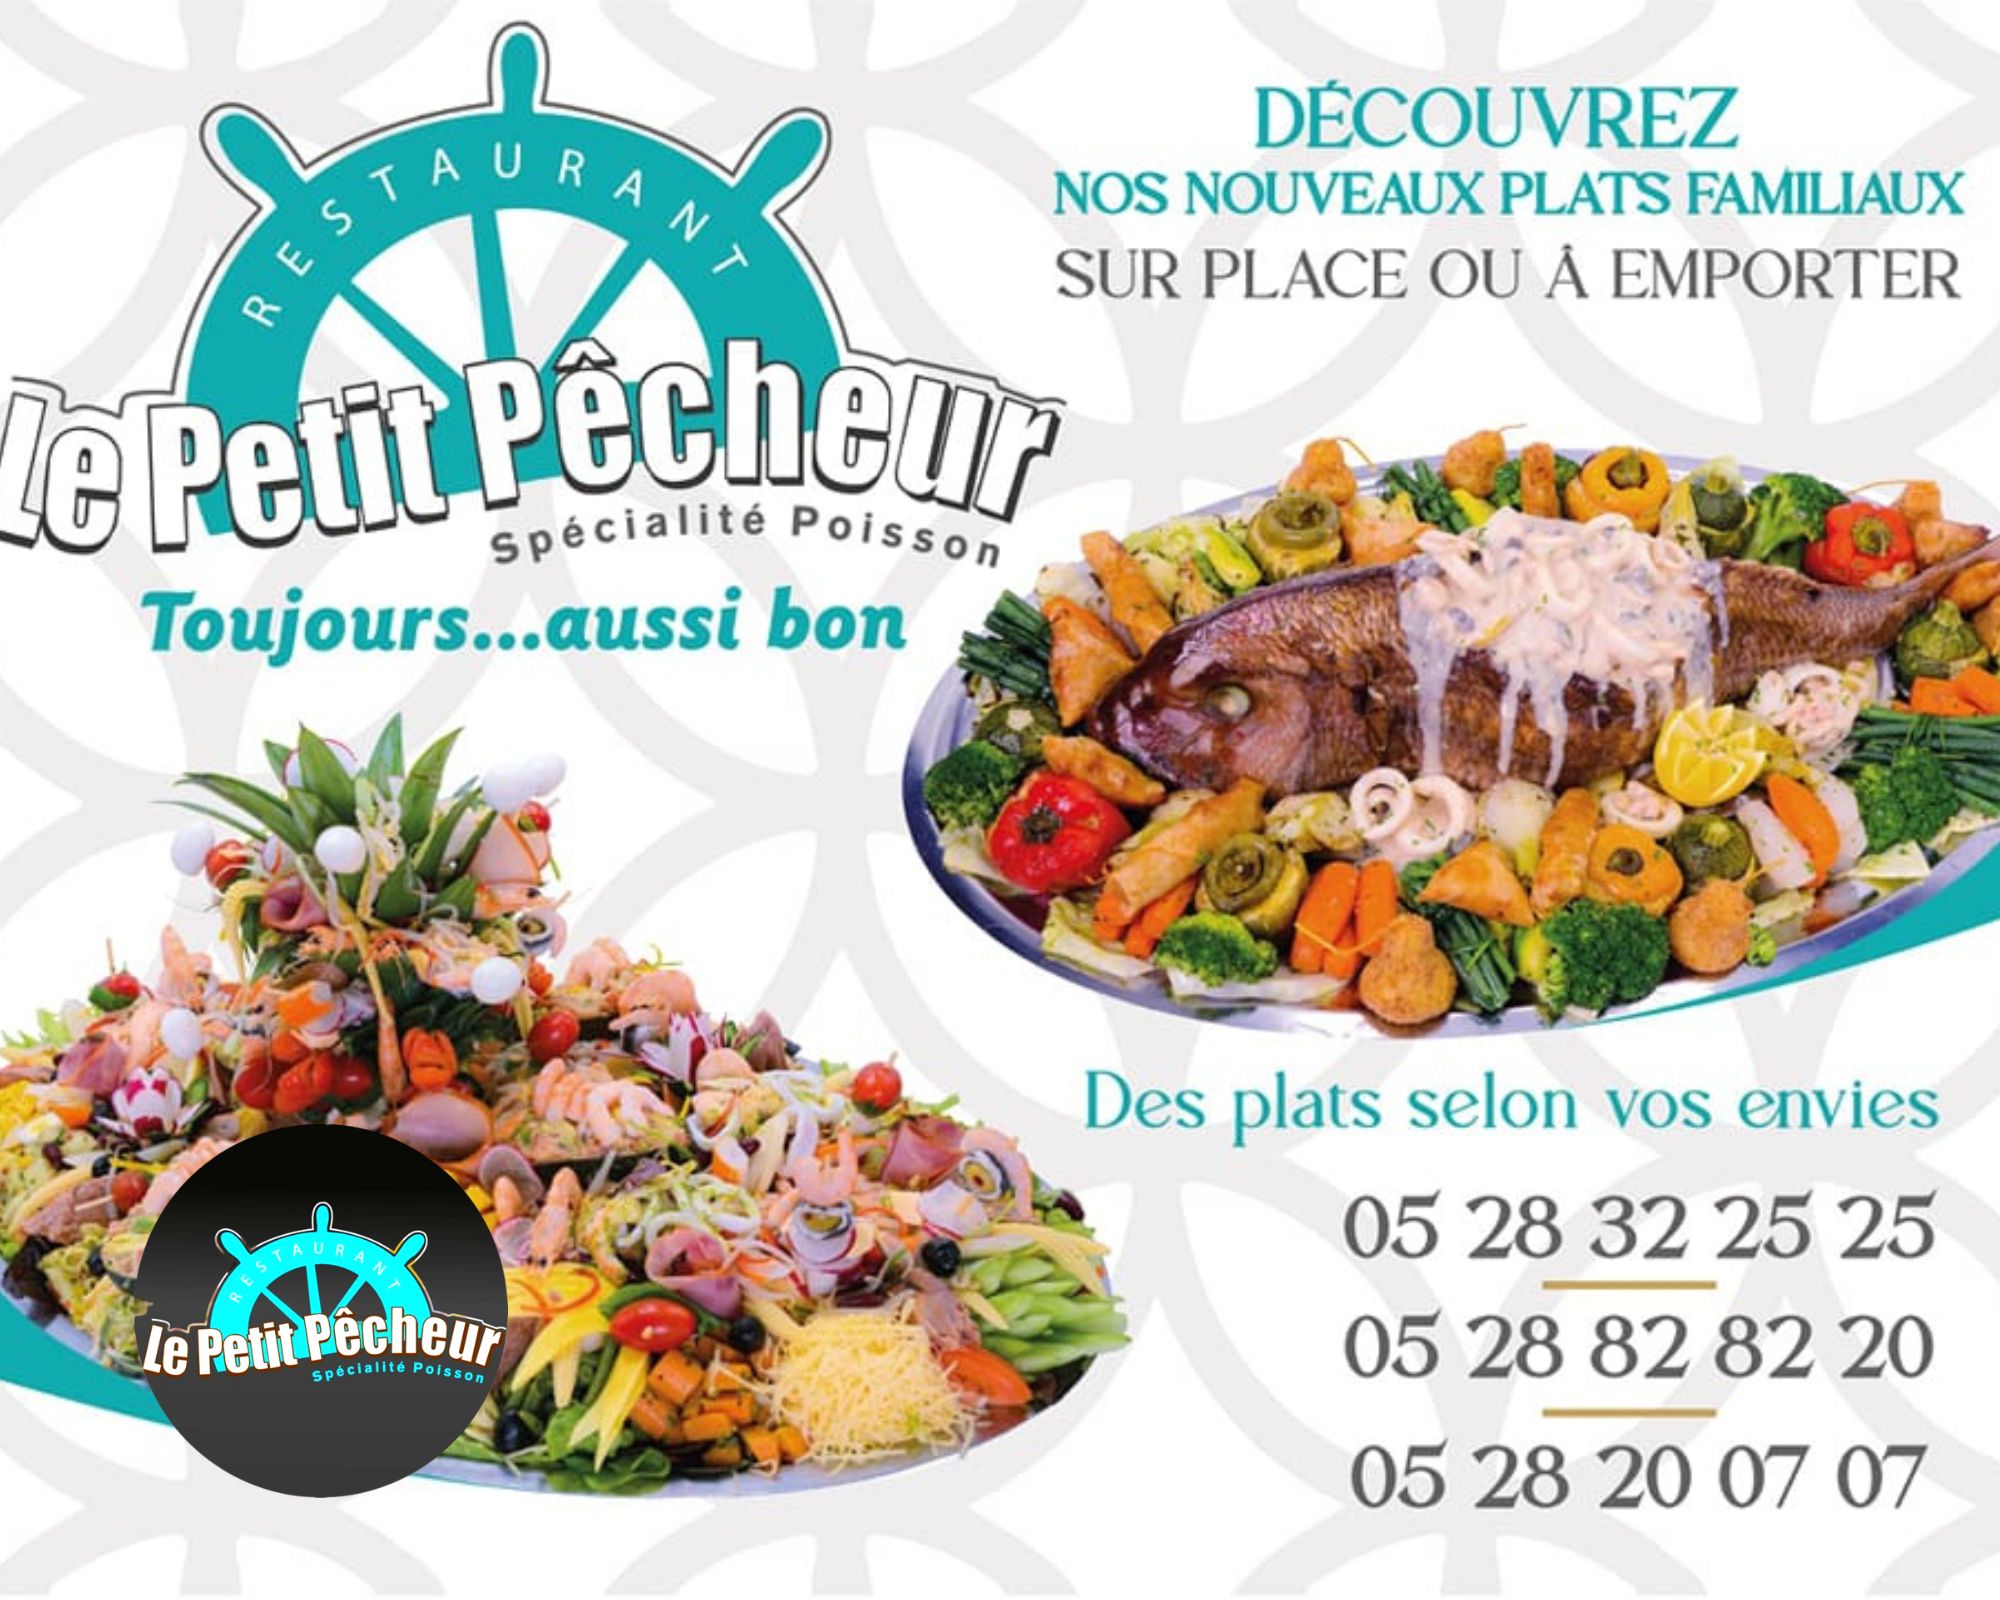 RESTAURANT
Le Petit Pêcheur
Spécialité Poisson
Toujours...aussi bon
DÉCOUVREZ
NOS NOUVEAUX PLATS FAMILIAUX
SUR PLACE OU À EMPORTER
Des plats selon vos envies
05 28 32 25 25
05 28 82 82 20
05 28 20 07 07
RESTAURANT
Le Petit Pêcheur
Spécialité Poisson